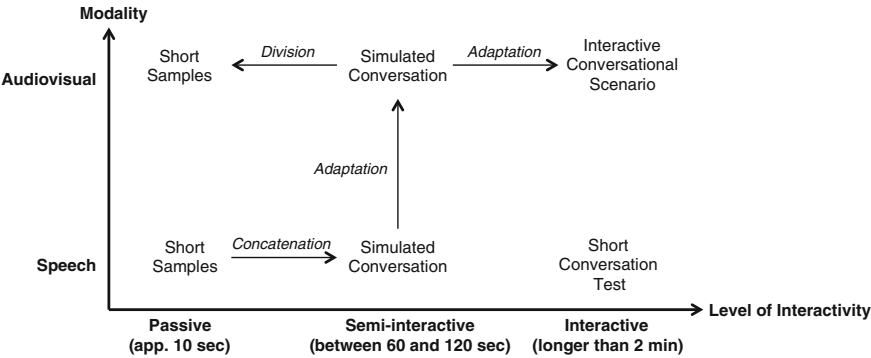 Modality
Audiovisual
Short
Samples
Division
Simulated
Conversation
Adaptation
Interactive
Conversational
Scenario
Adaptation
Speech
Short
Samples
Concatenation
Simulated
Conversation
Short
Conversation
Test
Level of Interactivity
Passive
(app. 10 sec)
Semi-interactive
(between 60 and 120 sec)
Interactive
(longer than 2 min)